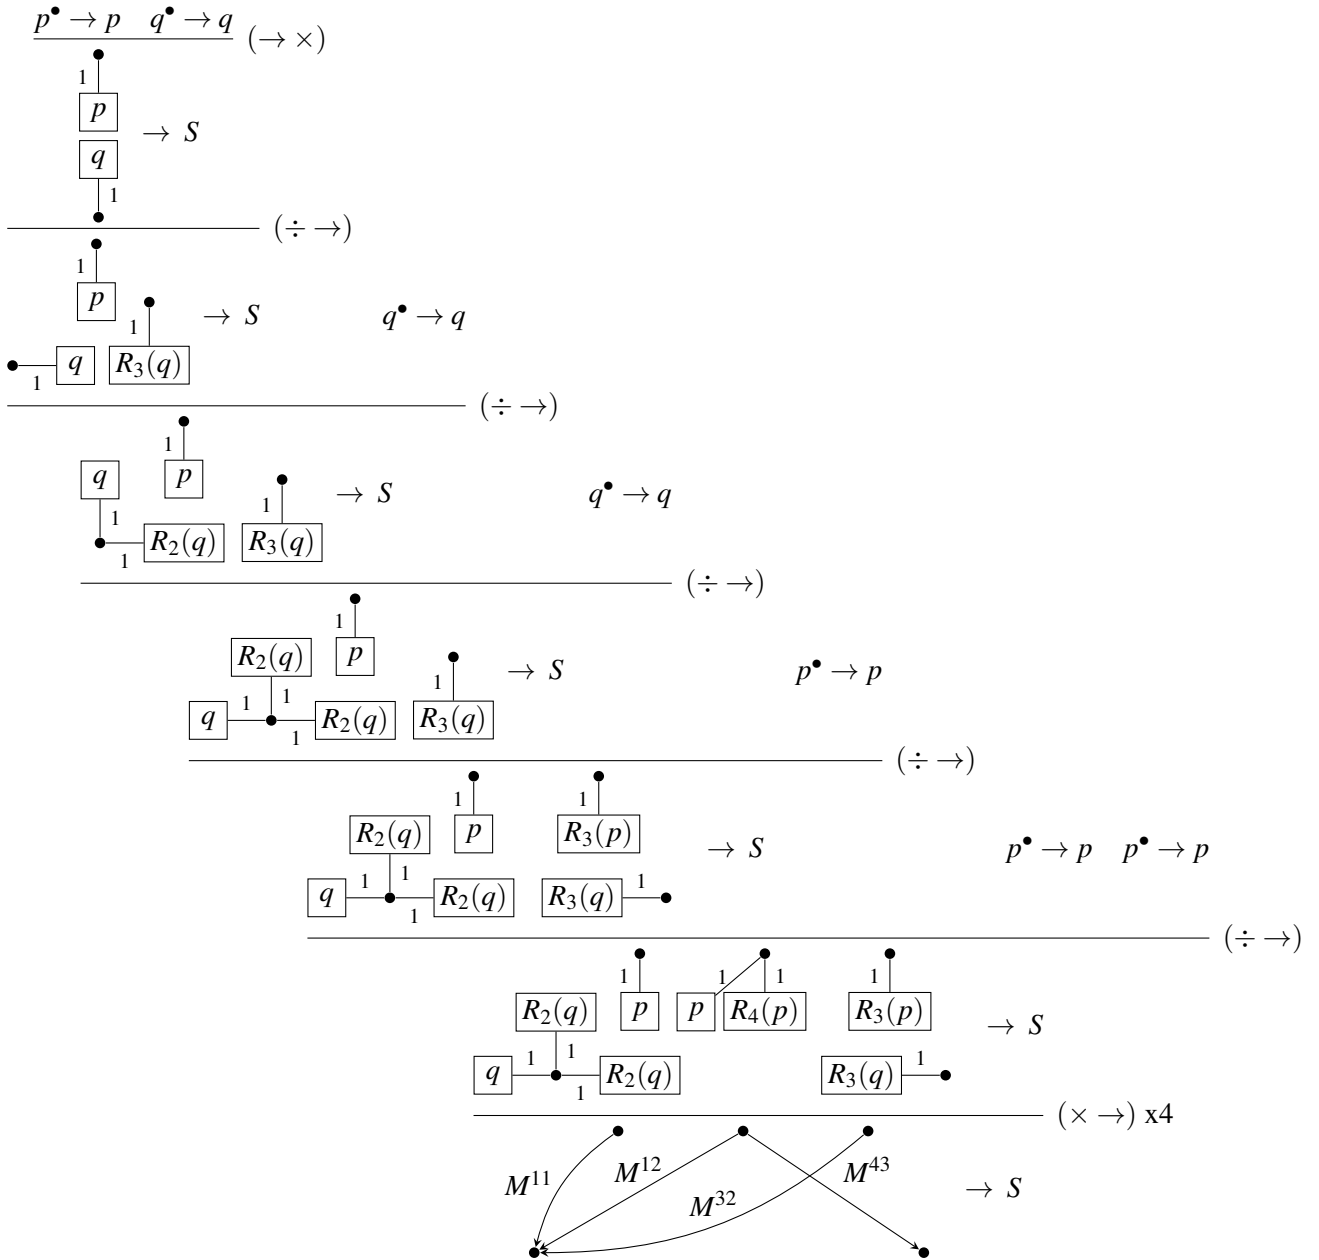 p• → p q• → q (→ ×)
1
p
→ S
q
1
(÷ →)
1
p
→ S q• → q
1
q R₃(q)
1
(÷ →)
1
q p
→ S q• → q
1 1
R₂(q) R₃(q)
1
(÷ →)
1
R₂(q) p
→ S p• → p
1 1 1
q R₂(q) R₃(q)
1
(÷ →)
1 1
R₂(q) p R₃(p)
→ S p• → p p• → p
1 1 1
q R₂(q) R₃(q)
1
(÷ →)
1 1 1 1
R₂(q) p p R₄(p) R₃(p)
→ S
1 1 1
q R₂(q) R₃(q)
1
(× →) x4
M¹¹ M¹² M⁴³
→ S
M³²